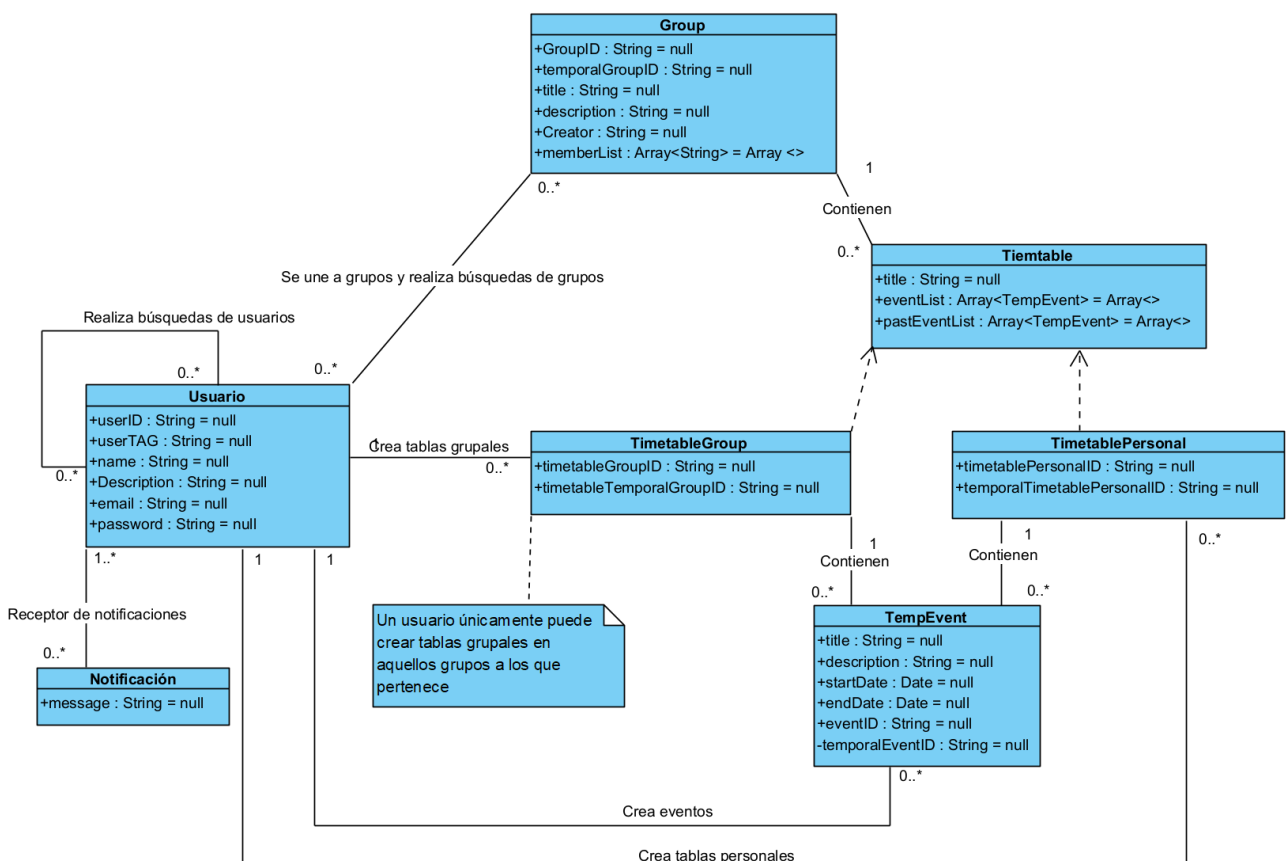 Group
+GroupID : String = null
+temporalGroupID : String = null
+title : String = null
+description : String = null
+Creator : String = null
+memberList : Array<String> = Array <>
0..*
1
Contienen
0..*
Tiemtable
+title : String = null
+eventList : Array<TempEvent> = Array<>
+pastEventList : Array<TempEvent> = Array<>
Se une a grupos y realiza búsquedas de grupos
Realiza búsquedas de usuarios
0..*
0..*
0..*
Usuario
+userID : String = null
+userTAG : String = null
+name : String = null
+Description : String = null
+email : String = null
+password : String = null
1
Crea tablas grupales
0..*
TimetableGroup
+timetableGroupID : String = null
+timetableTemporalGroupID : String = null
TimetablePersonal
+timetablePersonalID : String = null
+temporalTimetablePersonalID : String = null
1..*
1
1
1
Contienen
0..*
1
Contienen
0..*
0..*
Receptor de notificaciones
0..*
Notificación
+message : String = null
Un usuario únicamente puede
crear tablas grupales en
aquellos grupos a los que
pertenece
TempEvent
+title : String = null
+description : String = null
+startDate : Date = null
+endDate : Date = null
+eventID : String = null
-temporalEventID : String = null
0..*
Crea eventos
Crea tablas personales